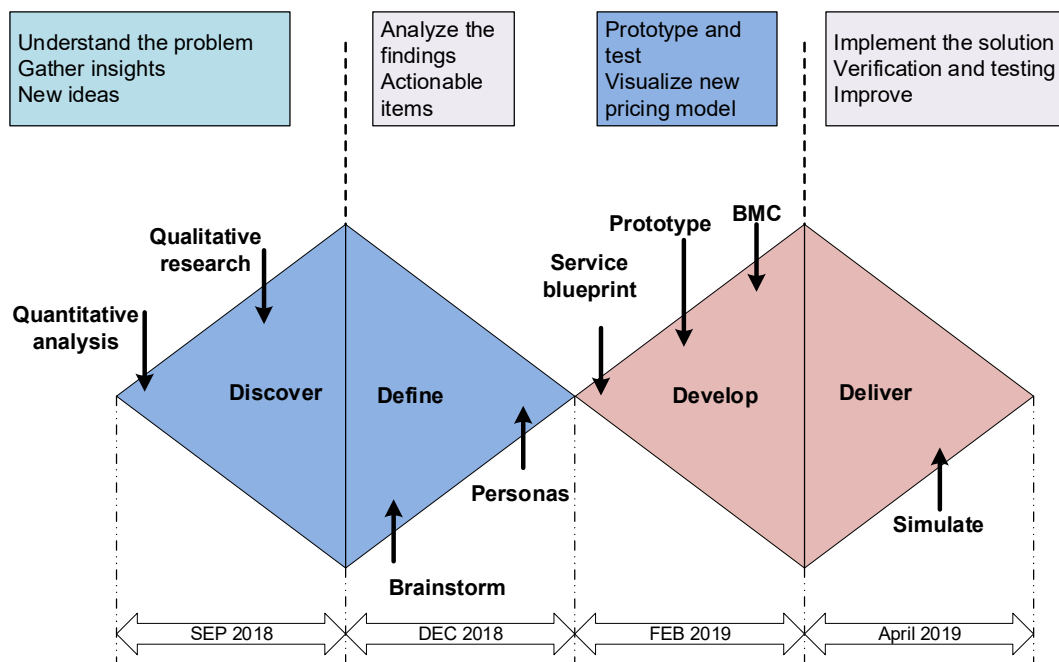 Understand the problem
Gather insights
New ideas
Analyze the
findings
Actionable
items
Prototype and
test
Visualize new
pricing model
Implement the solution
Verification and testing
Improve
Qualitative
research
Quantitative
analysis
Prototype
BMC
Service
blueprint
Discover
Define
Develop
Deliver
Personas
Brainstorm
Simulate
SEP 2018
DEC 2018
FEB 2019
April 2019